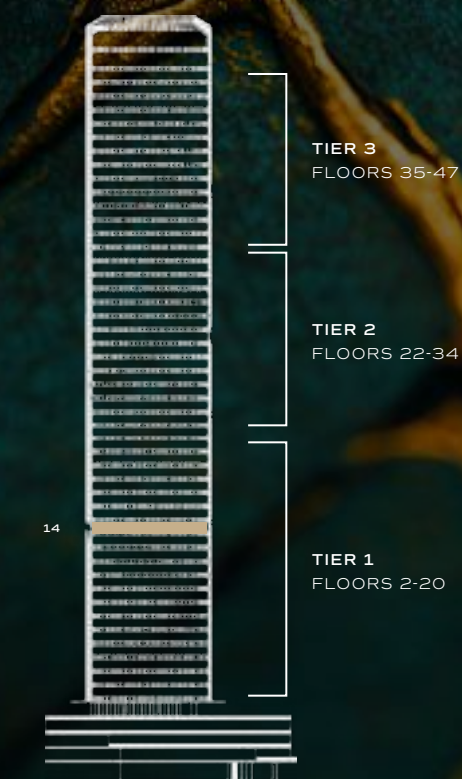 TIER 3
FLOORS 35-47
TIER 2
FLOORS 22-34
14
TIER 1
FLOORS 2-20